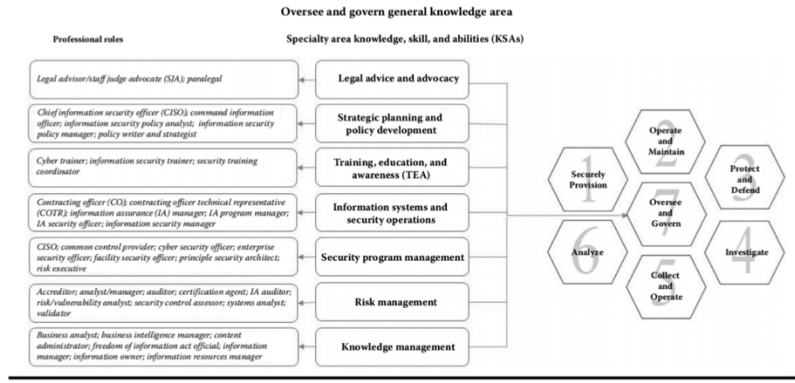 Oversee and govern general knowledge area
Professional roles
Specialty area knowledge, skill, and abilities (KSAs)
Legal advisor/staff judge advocate (SJA); paralegal
Legal advice and advocacy
Chief information security officer (CISO); command information
officer; information security policy analyst; information security
policy manager; policy writer and strategist
Strategic planning and
policy development
Cyber trainer; information security trainer; security training
coordinator
Training, education, and
awareness (TEA)
Contracting officer (CO); contracting officer technical representative
(COTR); information assurance (IA) manager; IA program manager;
IA security officer; information security manager
Information systems and
security operations
CISO; common control provider; cyber security officer; enterprise
security officer; facility security officer; principle security architect;
risk executive
Security program management
Accreditor; analyst/manager; auditor; certification agent; IA auditor;
risk/vulnerability analyst; security control assessor; systems analyst;
validator
Risk management
Business analyst; business intelligence manager; content
administrator; freedom of information act official; information
manager; information owner; information resources manager
Knowledge management
1
Securely
Provision
2
Operate
and
Maintain
3
Protect
and
Defend
4
Investigate
5
Collect
and
Operate
6
Analyze
7
Oversee
and
Govern